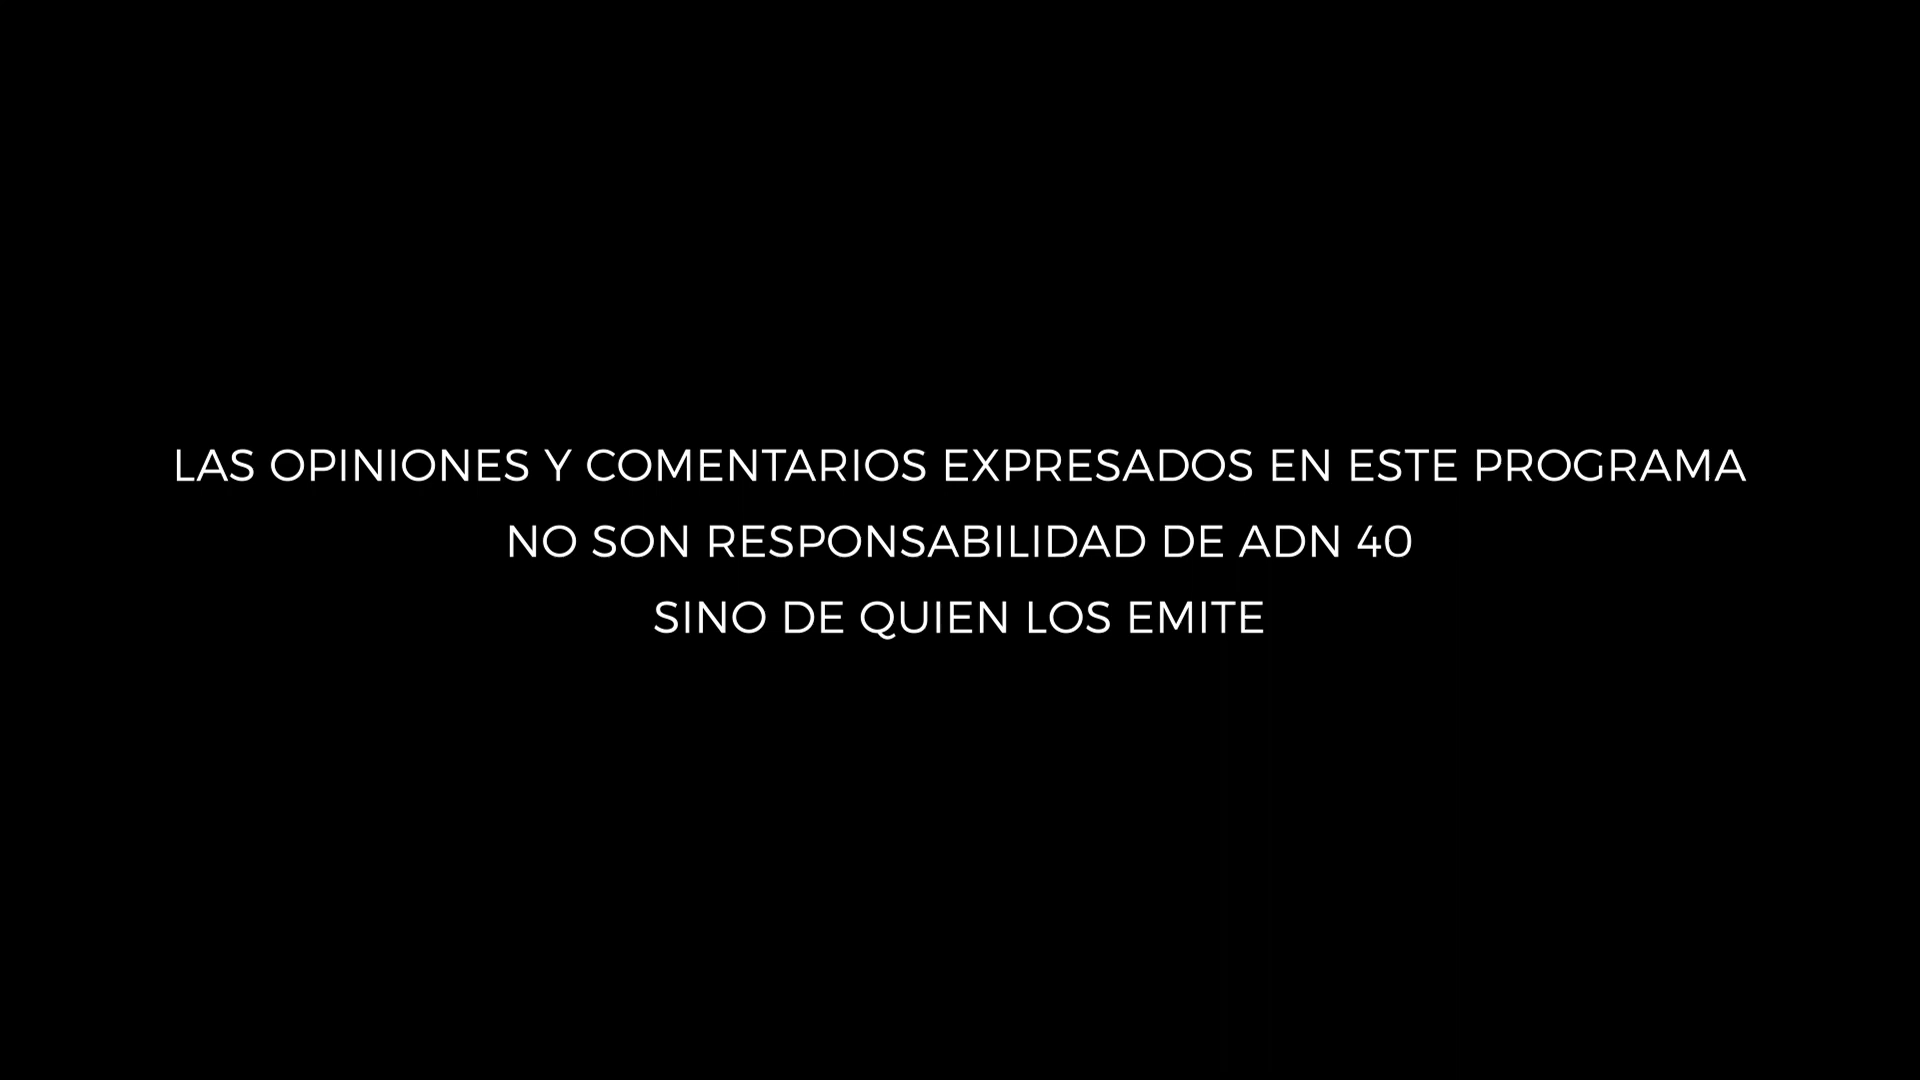 LAS OPINIONES Y COMENTARIOS EXPRESADOS EN ESTE PROGRAMA
NO SON RESPONSABILIDAD DE ADN 40
SINO DE QUIEN LOS EMITE